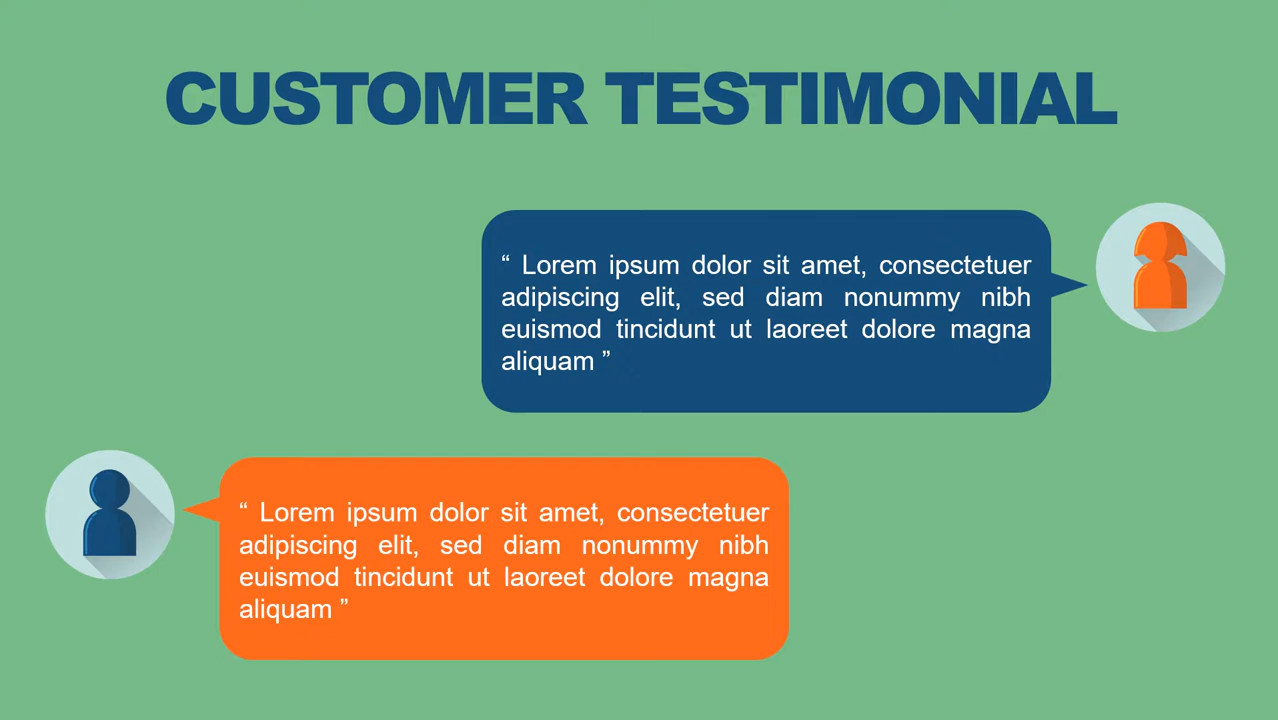 CUSTOMER TESTIMONIAL
“ Lorem ipsum dolor sit amet, consectetuer
adipiscing elit, sed diam nonummy nibh
euismod tincidunt ut laoreet dolore magna
aliquam ”
“ Lorem ipsum dolor sit amet, consectetuer
adipiscing elit, sed diam nonummy nibh
euismod tincidunt ut laoreet dolore magna
aliquam ”